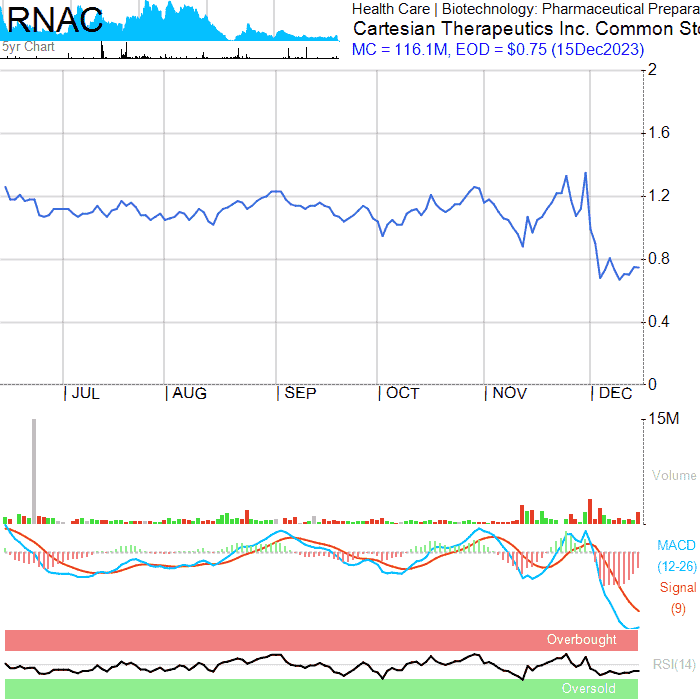 RNAC
5yr Chart
Health Care | Biotechnology: Pharmaceutical Prepara
Cartesian Therapeutics Inc. Common Sto
MC = 116.1M, EOD = $0.75 (15Dec2023)
2
1.6
1.2
0.8
0.4
0
JUL AUG SEP OCT NOV DEC
15M
Volume
MACD
(12-26)
Signal
(9)
Overbought
RSI(14)
Oversold